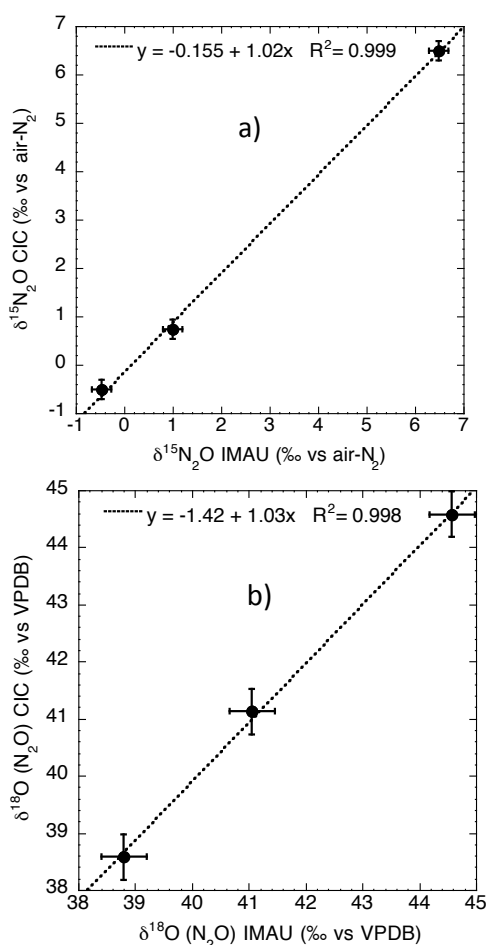 y = -0.155 + 1.02x R²= 0.999
a)
7
6
5
4
3
2
1
0
-1
δ¹⁵N₂O CIC (‰ vs air-N₂)
-1 0 1 2 3 4 5 6 7
δ¹⁵N₂O IMAU (‰ vs air-N₂)
y = -1.42 + 1.03x R²= 0.998
b)
45
44
43
42
41
40
39
38
δ¹⁸O (N₂O) CIC (‰ vs VPDB)
38 39 40 41 42 43 44 45
δ¹⁸O (N₂O) IMAU (‰ vs VPDB)